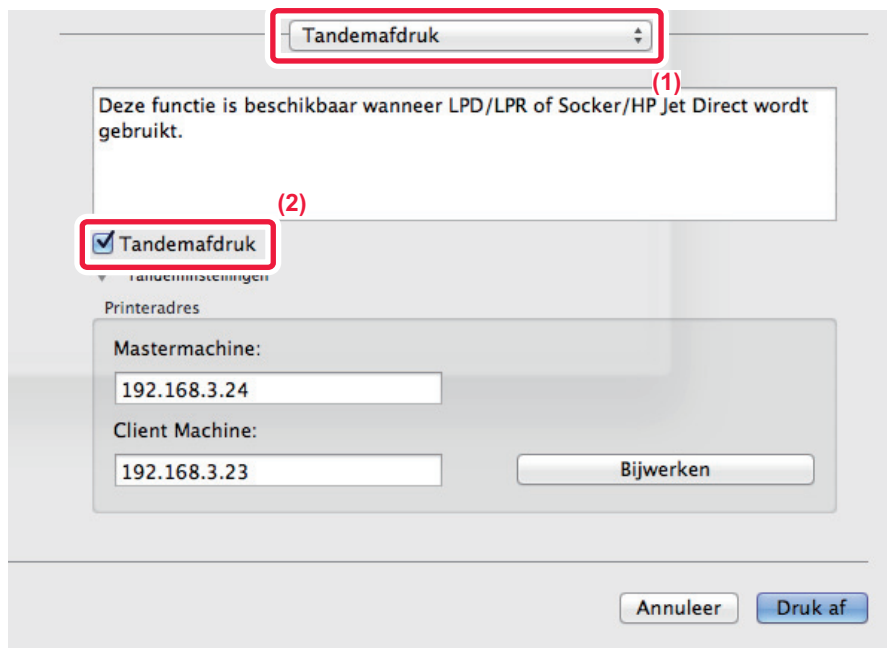 Tandemafdruk
(1)
Deze functie is beschikbaar wanneer LPD/LPR of Socker/HP Jet Direct wordt
gebruikt.
(2)
Tandemafdruk
Tandeminstellingen
Printeradres
Mastermachine:
192.168.3.24
Client Machine:
192.168.3.23
Bijwerken
Annuleer
Druk af